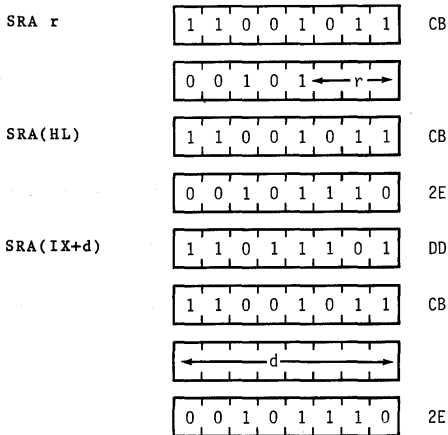 SRA r 1 1 0 0 1 0 1 1 CB
0 0 1 0 1 r
SRA(HL) 1 1 0 0 1 0 1 1 CB
0 0 1 0 1 1 1 0 2E
SRA(IX+d) 1 1 0 1 1 1 0 1 DD
1 1 0 0 1 0 1 1 CB
d
0 0 1 0 1 1 1 0 2E